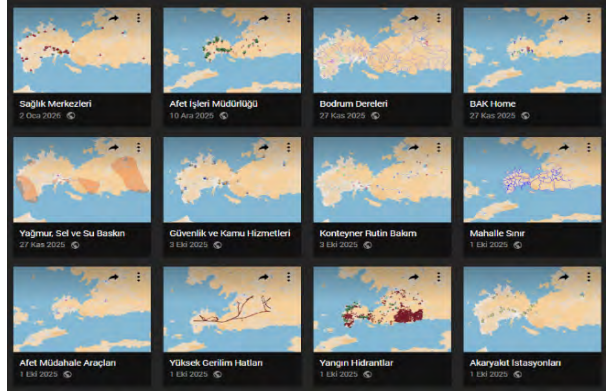 Sağlık Merkezleri
2 Oca 2026
Afet İşleri Müdürlüğü
10 Ara 2025
Bodrum Dereleri
27 Kas 2025
BAK Home
27 Kas 2025
Yağmur, Sel ve Su Baskın
27 Kas 2025
Güvenlik ve Kamu Hizmetleri
3 Eki 2025
Konteyner Rutin Bakım
3 Eki 2025
Mahalle Sınır
1 Eki 2025
Afet Müdahale Araçları
1 Eki 2025
Yüksek Gerilim Hatları
1 Eki 2025
Yangın Hidrantlar
1 Eki 2025
Akaryakıt İstasyonları
1 Eki 2025